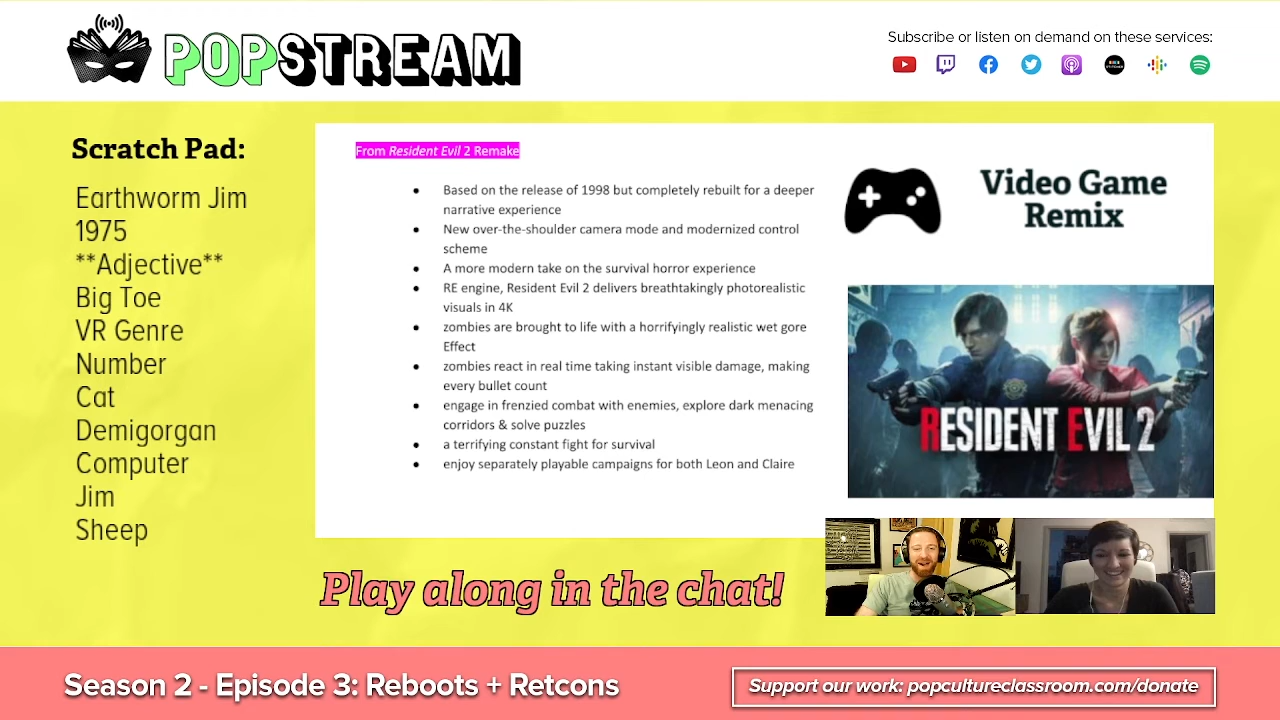 POPSTREAM
Subscribe or listen on demand on these services:
Scratch Pad:
Earthworm Jim
1975
**Adjective**
Big Toe
VR Genre
Number
Cat
Demigorgan
Computer
Jim
Sheep
From Resident Evil 2 Remake
• Based on the release of 1998 but completely rebuilt for a deeper
narrative experience
• New over-the-shoulder camera mode and modernized control
scheme
• A more modern take on the survival horror experience
• RE engine, Resident Evil 2 delivers breathtakingly photorealistic
visuals in 4K
• zombies are brought to life with a horrifyingly realistic wet gore
Effect
• zombies react in real time taking instant visible damage, making
every bullet count
• engage in frenzied combat with enemies, explore dark menacing
corridors & solve puzzles
• a terrifying constant fight for survival
• enjoy separately playable campaigns for both Leon and Claire
Video Game
Remix
RESIDENT EVIL 2
Play along in the chat!
Season 2 - Episode 3: Reboots + Retcons
Support our work: popcultureclassroom.com/donate